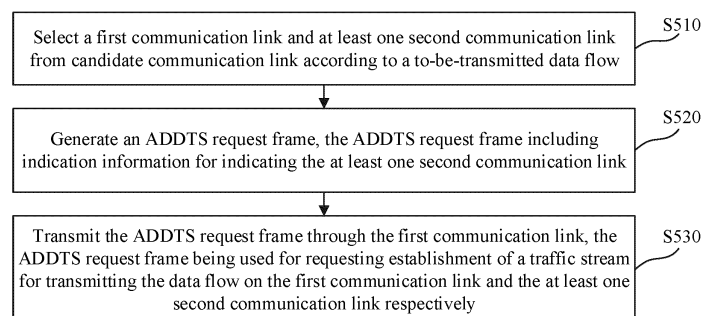 Select a first communication link and at least one second communication link
from candidate communication link according to a to-be-transmitted data flow
S510
Generate an ADDTS request frame, the ADDTS request frame including
indication information for indicating the at least one second communication link
S520
Transmit the ADDTS request frame through the first communication link, the
ADDTS request frame being used for requesting establishment of a traffic stream
for transmitting the data flow on the first communication link and the at least one
second communication link respectively
S530